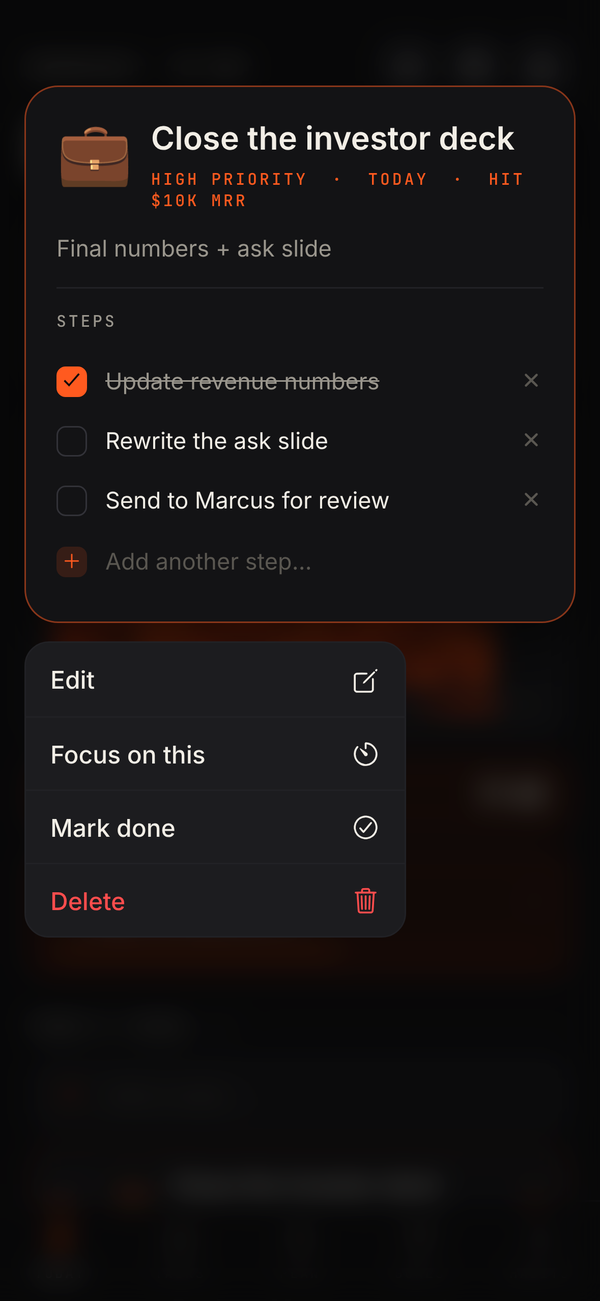 Close the investor deck
HIGH PRIORITY · TODAY · HIT
$10K MRR
Final numbers + ask slide
STEPS
Update revenue numbers
Rewrite the ask slide
Send to Marcus for review
Add another step...
Edit
Focus on this
Mark done
Delete